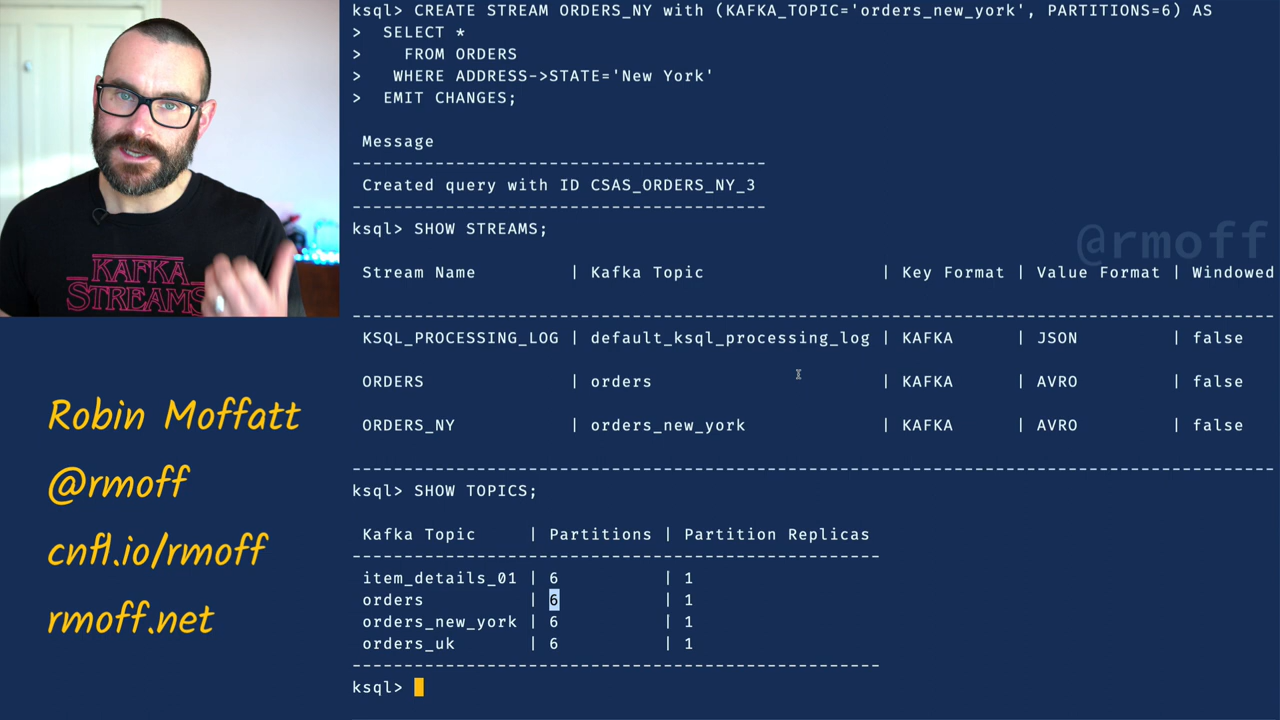 ksql> CREATE STREAM ORDERS_NY with (KAFKA_TOPIC='orders_new_york', PARTITIONS=6) AS
>  SELECT *
>    FROM ORDERS
>   WHERE ADDRESS->STATE='New York'
>  EMIT CHANGES;
Message
----------------------------------------
Created query with ID CSAS_ORDERS_NY_3
----------------------------------------
ksql> SHOW STREAMS;
@rmoff
Stream Name | Kafka Topic | Key Format | Value Format | Windowed
-----------------------------------------------------------------------------------------
KSQL_PROCESSING_LOG | default_ksql_processing_log | KAFKA | JSON | false
ORDERS | orders | KAFKA | AVRO | false
ORDERS_NY | orders_new_york | KAFKA | AVRO | false
-----------------------------------------------------------------------------------------
ksql> SHOW TOPICS;
Kafka Topic | Partitions | Partition Replicas
---------------------------------------------------
item_details_01 | 6 | 1
orders | 6 | 1
orders_new_york | 6 | 1
orders_uk | 6 | 1
---------------------------------------------------
ksql>
KAFKA
STREAMS
Robin Moffatt
@rmoff
cnfl.io/rmoff
rmoff.net